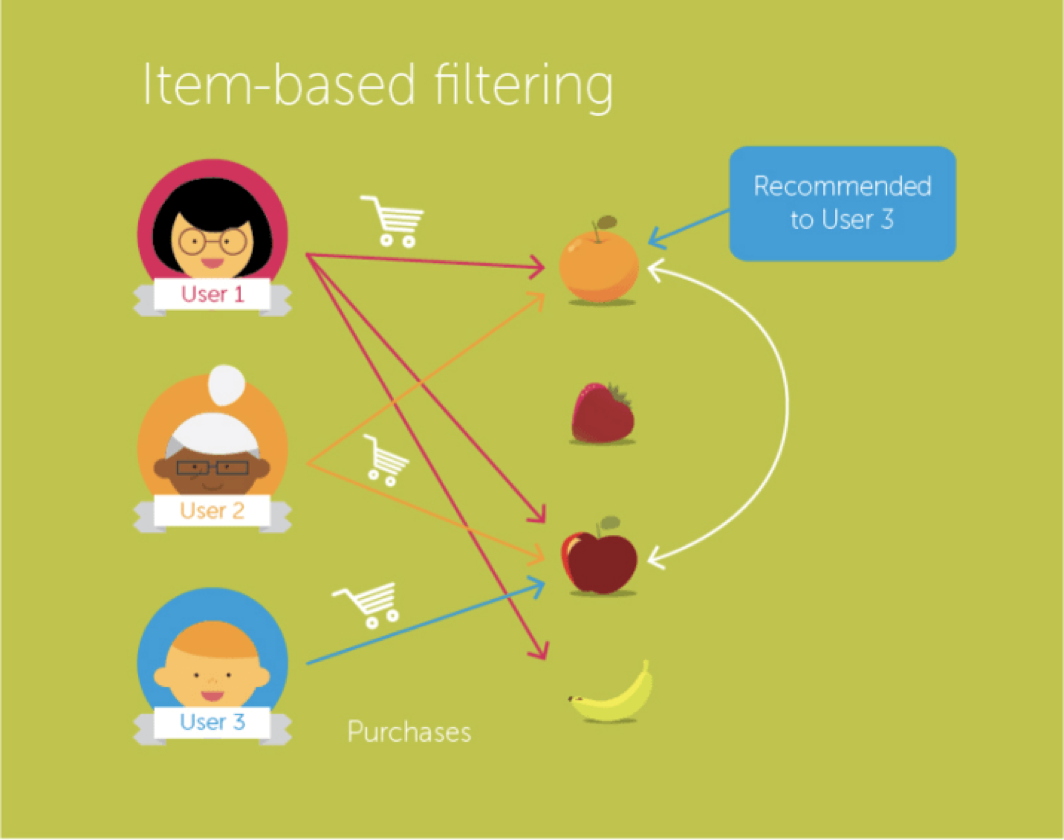 Item-based filtering
Recommended
to User 3
User 1
User 2
User 3
Purchases